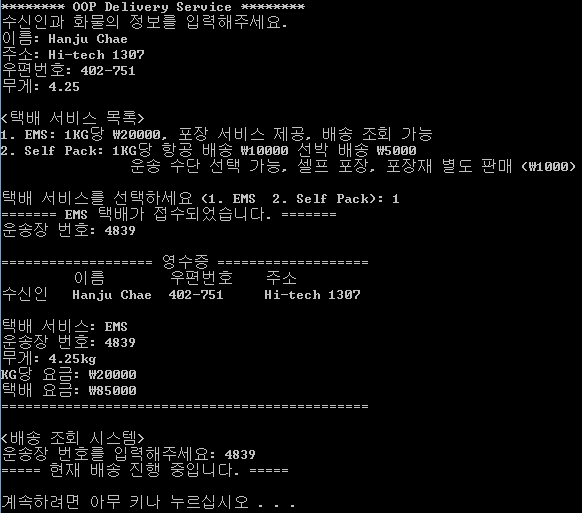 ******** OOP Delivery Service ********
수신인과 화물의 정보를 입력해주세요.
이름: Hanju Chae
주소: Hi-tech 1307
우편번호: 402-751
무게: 4.25
<택배 서비스 목록>
1. EMS: 1KG당 ₩20000, 포장 서비스 제공, 배송 조회 가능
2. Self Pack: 1KG당 항공 배송 ₩10000 선박 배송 ₩5000
운송 수단 선택 가능, 셀프 포장, 포장재 별도 판매 (₩1000)
택배 서비스를 선택하세요 (1. EMS  2. Self Pack): 1
======= EMS 택배가 접수되었습니다. =======
운송장 번호: 4839
=================== 영수증 ===================
이름 우편번호 주소
수신인 Hanju Chae 402-751 Hi-tech 1307
택배 서비스: EMS
운송장 번호: 4839
무게: 4.25kg
KG당 요금: ₩20000
택배 요금: ₩85000
==============================================
<배송 조회 시스템>
운송장 번호를 입력해주세요: 4839
===== 현재 배송 진행 중입니다. =====
계속하려면 아무 키나 누르십시오 . . .